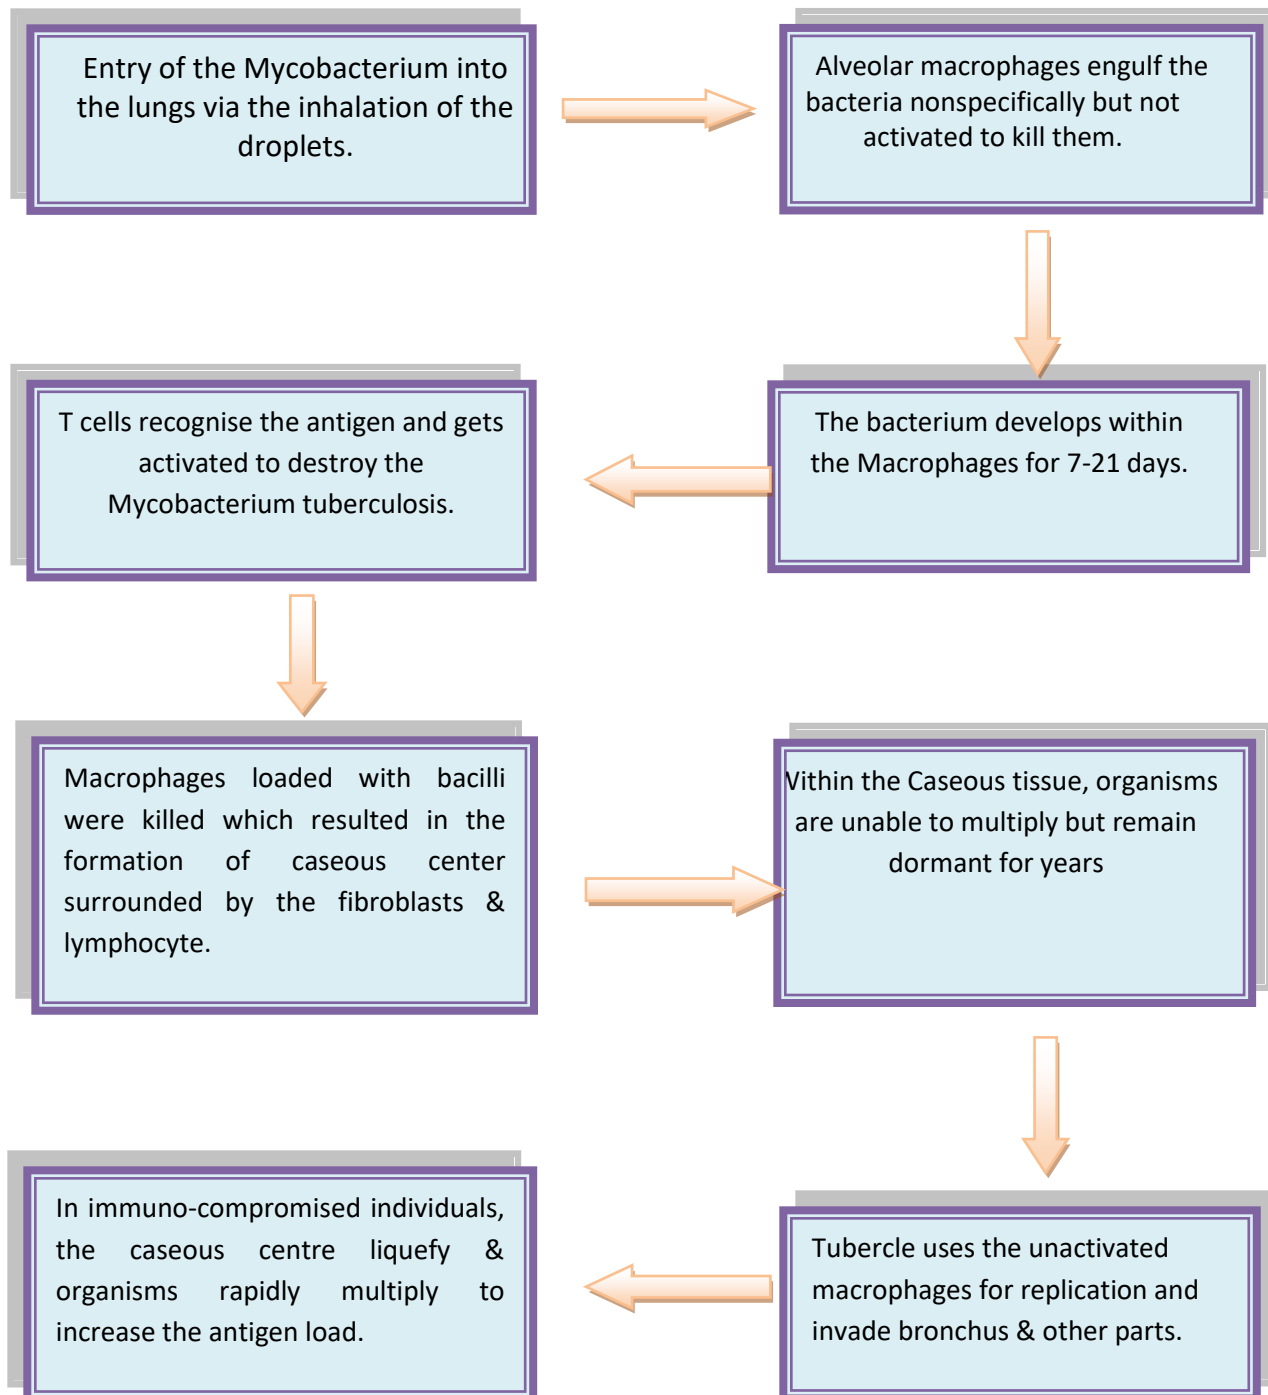 Entry of the Mycobacterium into
the lungs via the inhalation of the
droplets.
Alveolar macrophages engulf the
bacteria nonspecifically but not
activated to kill them.
The bacterium develops within
the Macrophages for 7-21 days.
T cells recognise the antigen and gets
activated to destroy the
Mycobacterium tuberculosis.
Macrophages loaded with bacilli
were killed which resulted in the
formation of caseous center
surrounded by the fibroblasts &
lymphocyte.
Within the Caseous tissue, organisms
are unable to multiply but remain
dormant for years
Tubercle uses the unactivated
macrophages for replication and
invade bronchus & other parts.
In immuno-compromised individuals,
the caseous centre liquefy &
organisms rapidly multiply to
increase the antigen load.